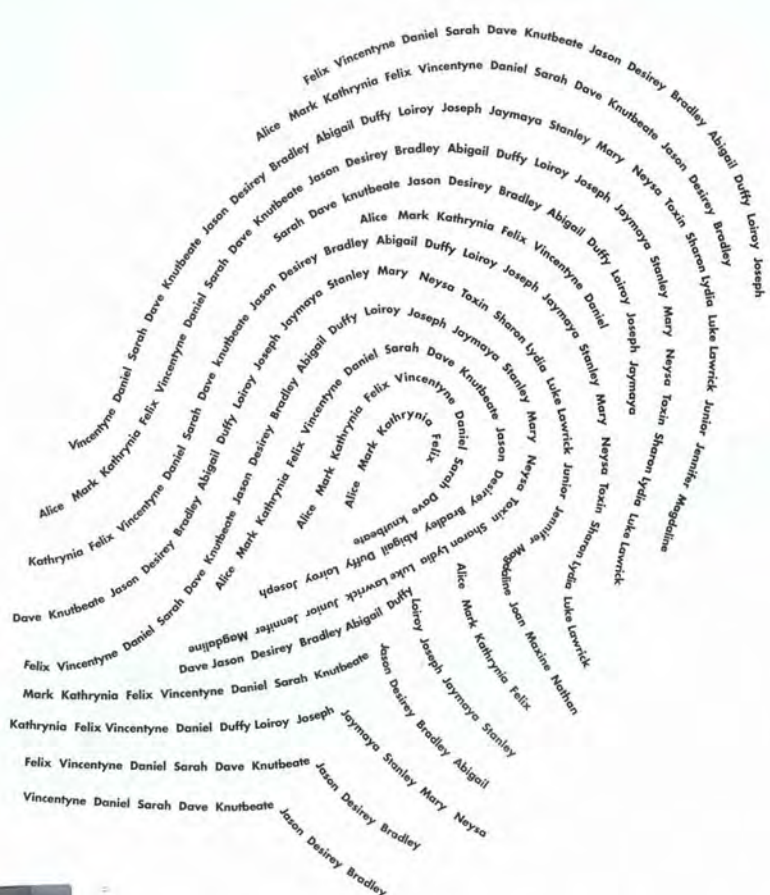 Felix Vincentyne Daniel Sarah Dave Knutbeate Jason Desirey Bradley Abigail Duffy Loiroy Joseph
Alice Mark Kathrynia Felix Vincentyne Daniel Sarah Dave Knutbeate Jason Desirey Bradley
Vincentyne Daniel Sarah Dave Knutbeate Jason Desirey Bradley Abigail Duffy Loiroy Joseph Jaymaya Stanley Mary Neysa Toxin Sharon Lydia Luke Lawrick Junior Jennifer Magdaline
Alice Mark Kathrynia Felix Vincentyne Daniel Sarah Dave Knutbeate Jason Desirey Bradley Abigail Duffy Loiroy Joseph Jaymaya Stanley Mary Neysa Toxin Sharon Lydia Luke Lawrick
Sarah Dave knutbeate Jason Desirey Bradley Abigail Duffy Loiroy Joseph Jaymaya
Alice Mark Kathrynia Felix Vincentyne Daniel
Kathrynia Felix Vincentyne Daniel Sarah Dave knutbeate Jason Desirey Bradley Abigail Duffy Loiroy Joseph Jaymaya Stanley Mary Neysa Toxin Sharon Lydia Luke Lawrick
Dave Knutbeate Jason Desirey Bradley Abigail Duffy Loiroy Joseph Jaymaya Stanley Mary Neysa Toxin Sharon Lydia Luke Lawrick Junior Jennifer Magdaline Joan Maxine Nathan
Felix Vincentyne Daniel Sarah Dave Knutbeate Jason Desirey Bradley Abigail Duffy Loiroy Joseph Jaymaya Stanley Mary Neysa Toxin Sharon Lydia Luke Lawrick Junior Jennifer Magdaline
Alice Mark Kathrynia Felix Vincentyne Daniel Sarah Dave Knutbeate Jason Desirey Bradley Abigail Duffy Loiroy Joseph
Alice Mark Kathrynia Felix Vincentyne Daniel Sarah Dave Knutbeate
Alice Mark Kathrynia Felix
Dave Jason Desirey Bradley Abigail Duffy Loiroy Joseph Jaymaya Stanley
Alice Mark Kathrynia Felix
Mark Kathrynia Felix Vincentyne Daniel Sarah Knutbeate Jason Desirey Bradley Abigail
Kathrynia Felix Vincentyne Daniel Duffy Loiroy Joseph Jaymaya Stanley Mary Neysa
Felix Vincentyne Daniel Sarah Dave Knutbeate Jason Desirey Bradley
Vincentyne Daniel Sarah Dave Knutbeate Jason Desirey Bradley